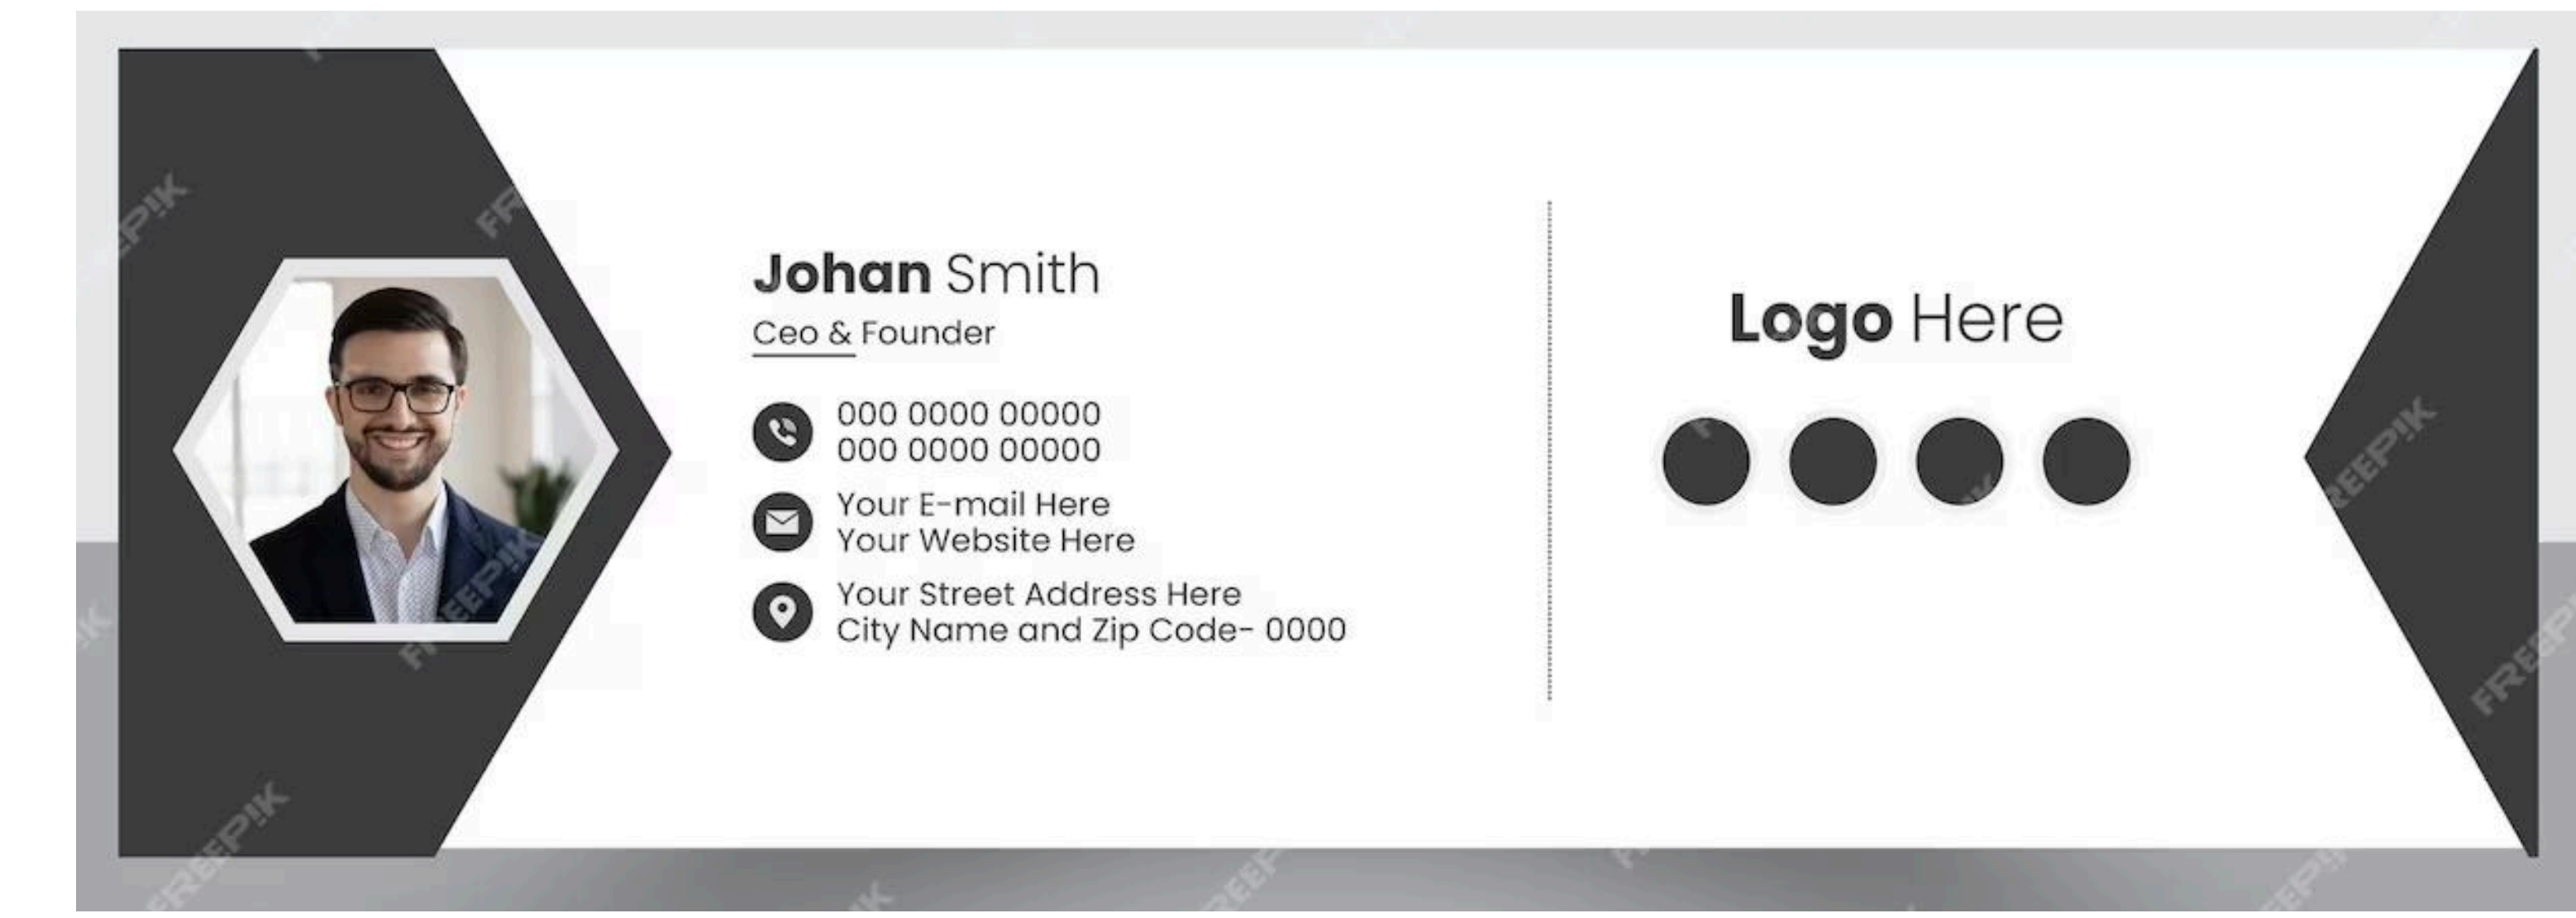 Johan Smith
Ceo & Founder
000 0000 00000
000 0000 00000
Your E-mail Here
Your Website Here
Your Street Address Here
City Name and Zip Code- 0000
Logo Here
FREEPIK